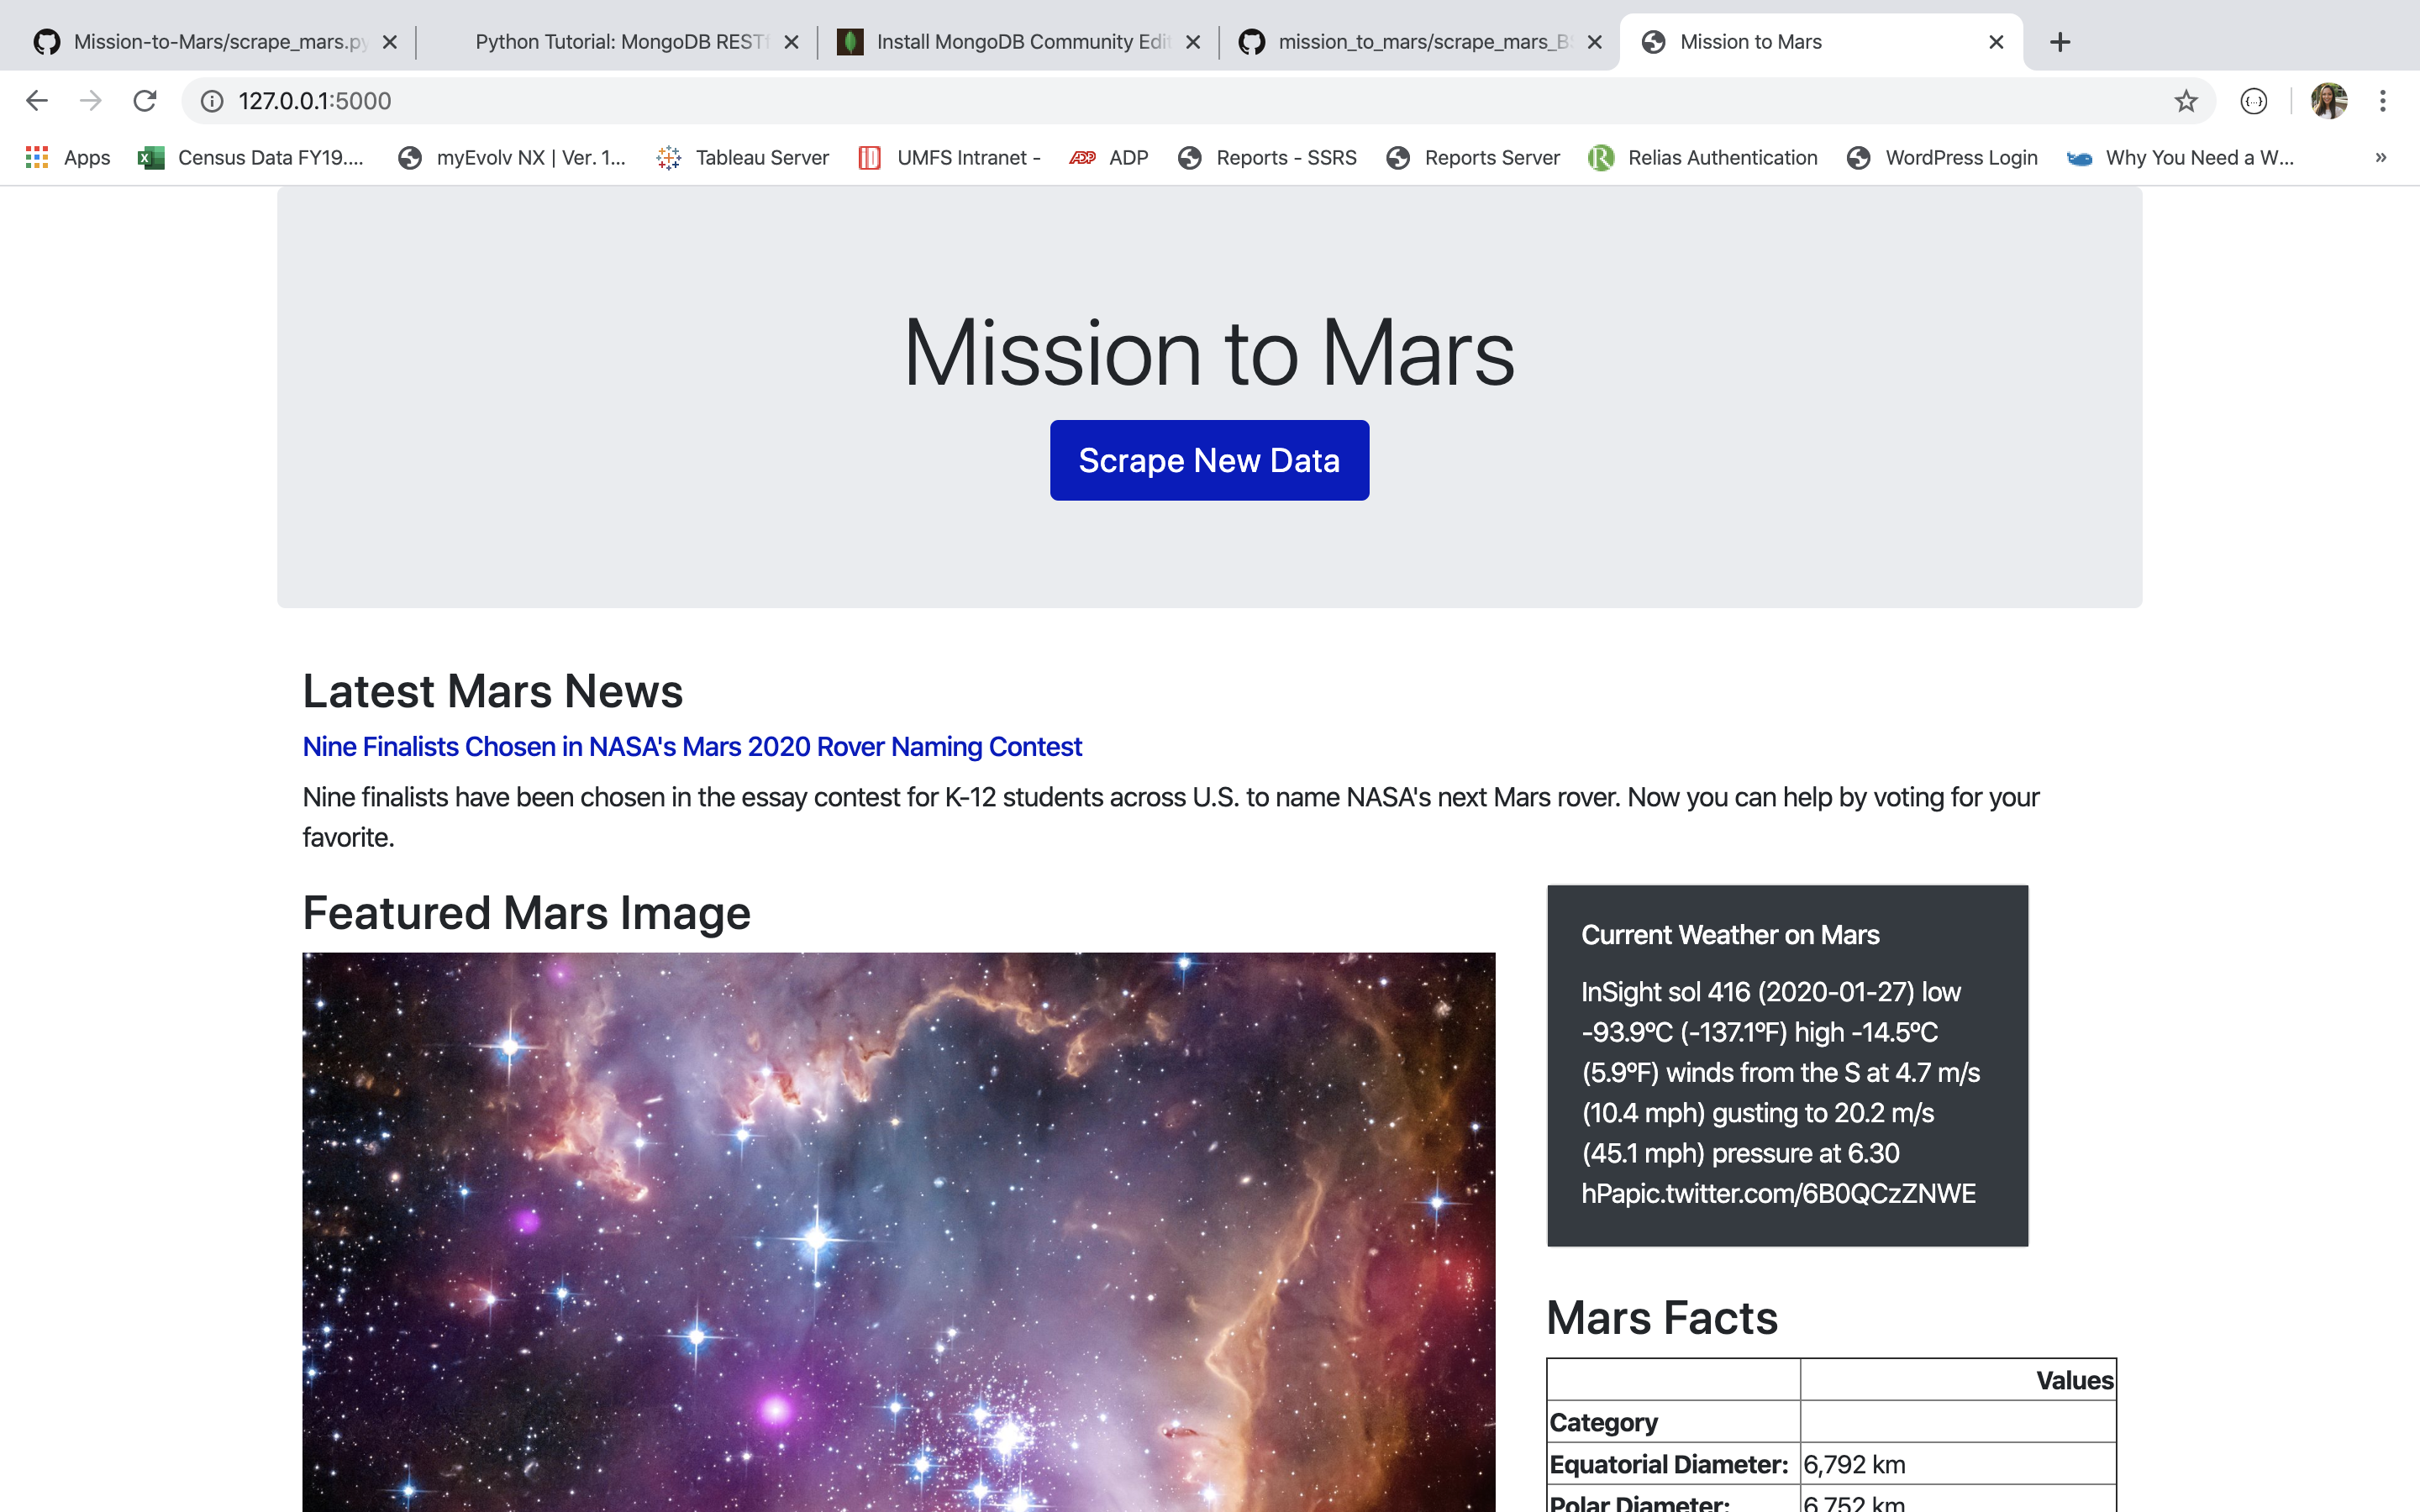 Mission-to-Mars/scrape_mars.py
Python Tutorial: MongoDB REST
Install MongoDB Community Edit
mission_to_mars/scrape_mars_B
Mission to Mars
127.0.0.1:5000
Apps
Census Data FY19....
myEvolv NX | Ver. 1...
Tableau Server
UMFS Intranet -
ADP
Reports - SSRS
Reports Server
Relias Authentication
WordPress Login
Why You Need a W...
»
Mission to Mars
Scrape New Data
Latest Mars News
Nine Finalists Chosen in NASA's Mars 2020 Rover Naming Contest
Nine finalists have been chosen in the essay contest for K-12 students across U.S. to name NASA's next Mars rover. Now you can help by voting for your
favorite.
Featured Mars Image
Current Weather on Mars
InSight sol 416 (2020-01-27) low
-93.9ºC (-137.1ºF) high -14.5ºC
(5.9ºF) winds from the S at 4.7 m/s
(10.4 mph) gusting to 20.2 m/s
(45.1 mph) pressure at 6.30
hPapic.twitter.com/6B0QCzZNWE
Mars Facts
Values
Category
Equatorial Diameter: 6,792 km
Polar Diameter: 6,752 km